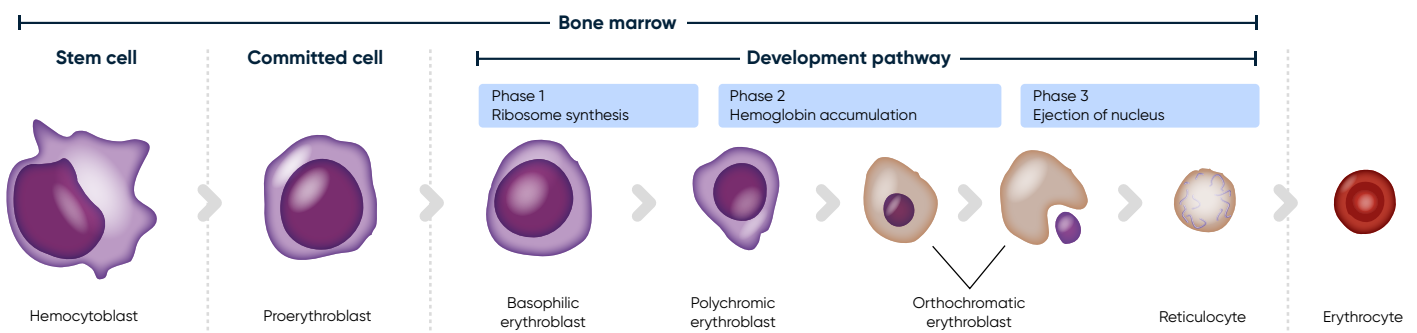 Bone marrow
Stem cell
Committed cell
Development pathway
Phase 1
Ribosome synthesis
Phase 2
Hemoglobin accumulation
Phase 3
Ejection of nucleus
Hemocytoblast
Proerythroblast
Basophilic
erythroblast
Polychromic
erythroblast
Orthochromatic
erythroblast
Reticulocyte
Erythrocyte